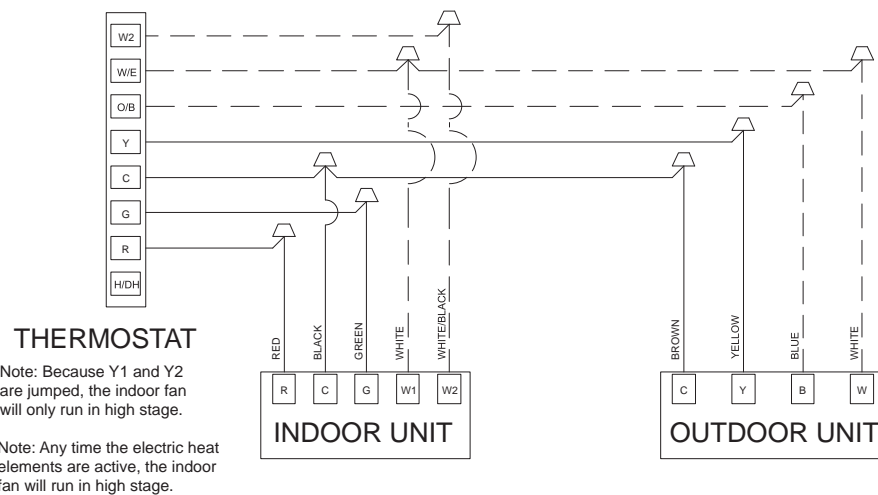 W2
W/E
O/B
Y
C
G
R
H/DH
THERMOSTAT
Note: Because Y1 and Y2
are jumped, the indoor fan
will only run in high stage.
Note: Any time the electric heat
elements are active, the indoor
fan will run in high stage.
RED
BLACK
GREEN
WHITE
WHITE/BLACK
R
C
G
W1
W2
INDOOR UNIT
BROWN
YELLOW
BLUE
WHITE
C
Y
B
W
OUTDOOR UNIT